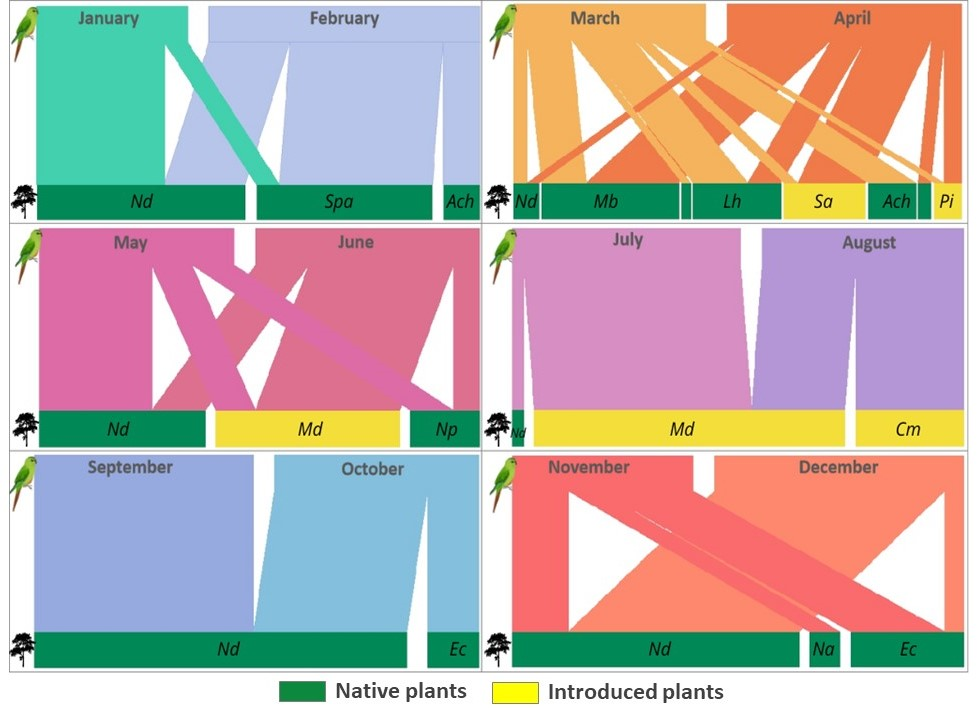 January February
Nd Spa Ach
March April
Nd Mb Lh Sa Ach Pi
May June
Nd Md Np
July August
Nd Md Cm
September October
Nd Ec
November December
Nd Na Ec
Native plants Introduced plants